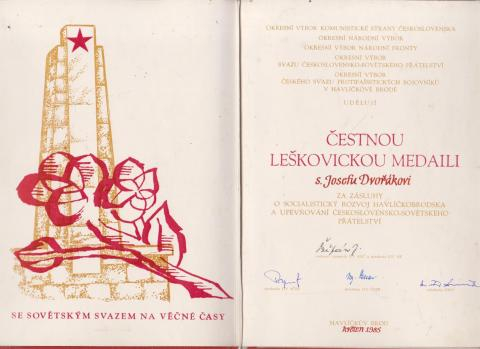 SE SOVĚTSKÝM SVAZEM NA VĚČNÉ ČASY
OKRESNÍ VÝBOR KOMUNISTICKÉ STRANY ČESKOSLOVENSKA
OKRESNÍ NÁRODNÍ VÝBOR
OKRESNÍ VÝBOR NÁRODNÍ FRONTY
OKRESNÍ VÝBOR
SVAZU ČESKOSLOVENSKO-SOVĚTSKÉHO PŘÁTELSTVÍ
OKRESNÍ VÝBOR
ČESKÉHO SVAZU PROTIFAŠISTICKÝCH BOJOVNÍKŮ
V HAVLÍČKOVĚ BRODĚ
UDĚLUJÍ
ČESTNOU
LEŠKOVICKOU MEDAILI
s. Josefu Dvořákovi
ZA ZÁSLUHY
O SOCIALISTICKÝ ROZVOJ HAVLÍČKOBRODSKA
A UPEVŇOVÁNÍ ČESKOSLOVENSKO-SOVĚTSKÉHO
PŘÁTELSTVÍ
HAVLÍČKŮV BROD
květen 1985